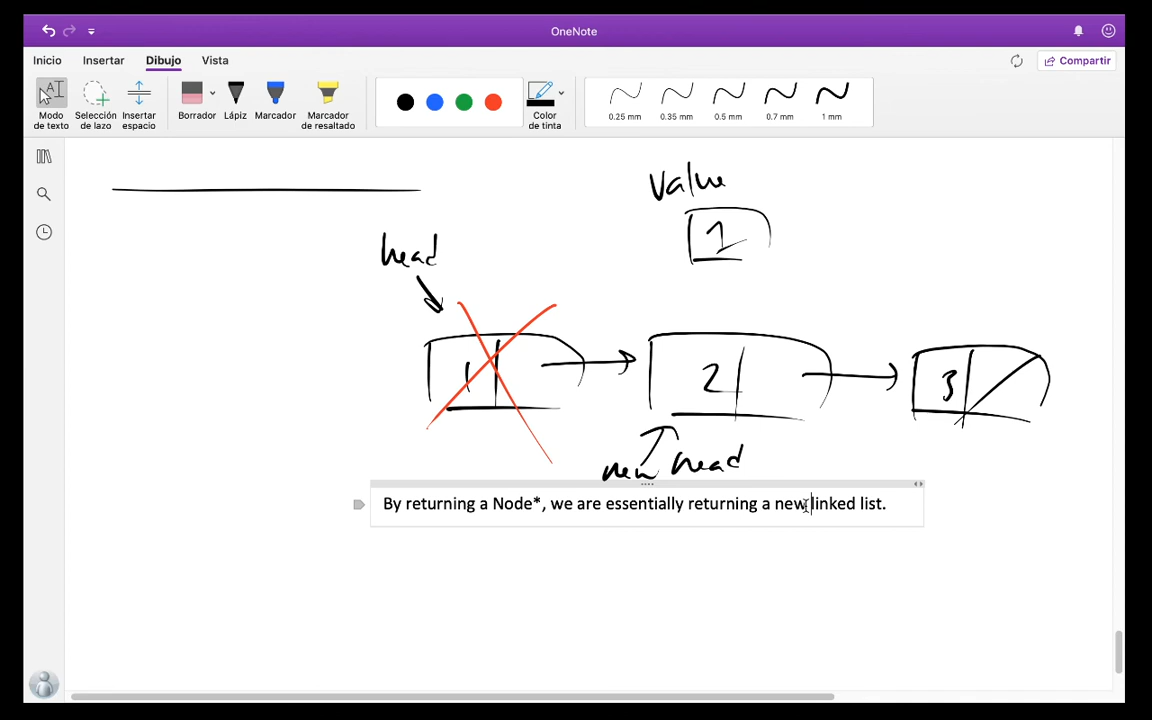 OneNote
Inicio Insertar Dibujo Vista Compartir
Modo de texto Selección de lazo Insertar espacio Borrador Lápiz Marcador Marcador de resaltado Color de tinta 0.25 mm 0.35 mm 0.5 mm 0.7 mm 1 mm
value
1
head
1 2 3
new head
By returning a Node*, we are essentially returning a new linked list.